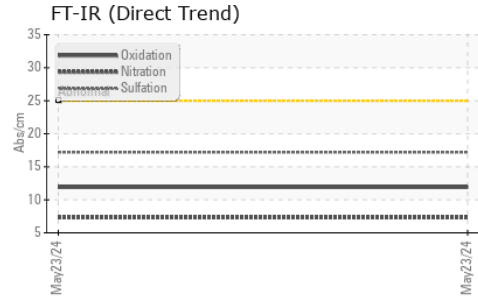 FT-IR (Direct Trend)
35
30
25
20
15
10
5
Abs/cm
Oxidation
Nitration
Sulfation
Abnormal
May23/24
May23/24